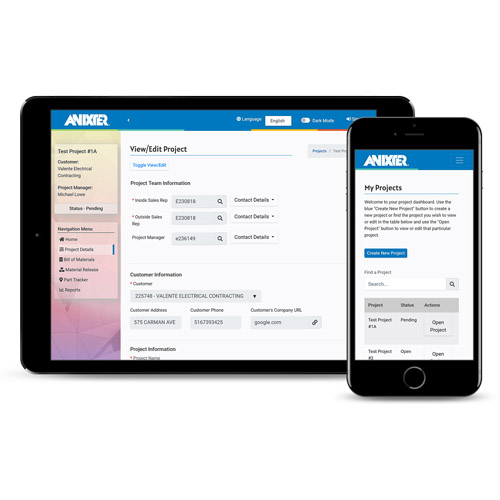 ANIXTER
Language
English
Dark Mode
Test Project #1A
Customer:
Valente Electrical
Contracting
Project Manager:
Michael Lowe
Status - Pending
Navigation Menu
Home
Project Details
Bill of Materials
Material Release
Part Tracker
Reports
View/Edit Project
Projects / Test
Toggle View/Edit
Project Team Information
* Inside Sales Rep E230818 Contact Details
* Outside Sales E230818 Contact Details
Rep
Project Manager e236149 Contact Details
Customer Information
* Customer
225748 - VALENTE ELECTRICAL CONTRACTING
Customer Address Customer Phone Customer's Company URL
575 CARMAN AVE 5167393425 google.com
Project Information
* Project Name
ANIXTER
My Projects
Welcome to your project dashboard. Use the
blue "Create New Project" button to create a
new project or find the project you wish to view
or edit in the table below and use the "Open
Project" button to view or edit that particular
project.
Create New Project
Find a Project
Search...
Project Status Actions
Test Project Pending Open
#1A Project
Test Project Open Open
#2